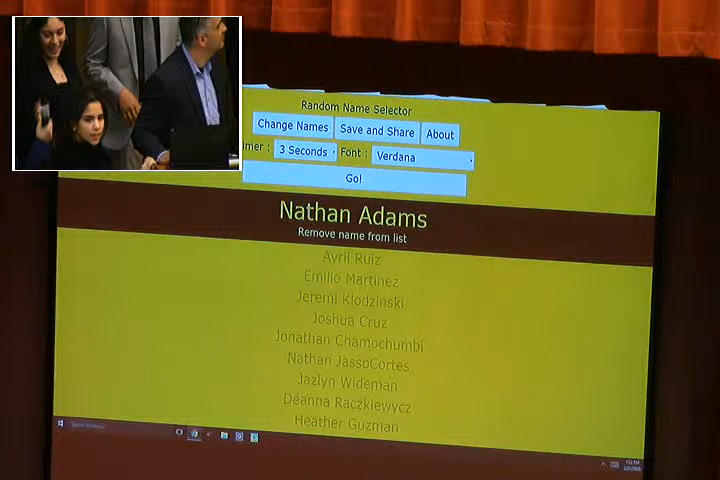 Random Name Selector
Change Names Save and Share About
mer : 3 Seconds Font : Verdana
Go!
Nathan Adams
Remove name from list
Avril Ruiz
Emilio Martinez
Jeremi Klodzinski
Joshua Cruz
Jonathan Chamochumbi
Nathan JassoCortes
Jazlyn Wideman
Deanna Raczkiewycz
Heather Guzman